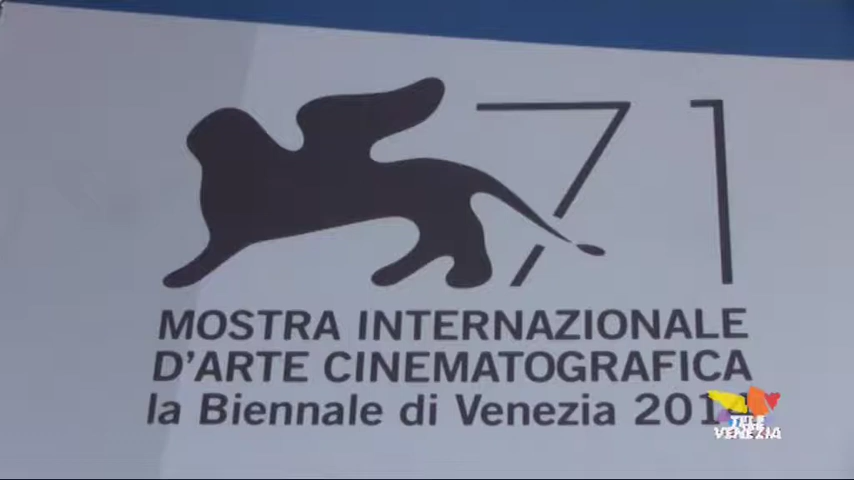 71
MOSTRA INTERNAZIONALE
D'ARTE CINEMATOGRAFICA
la Biennale di Venezia
TELE
VENEZIA